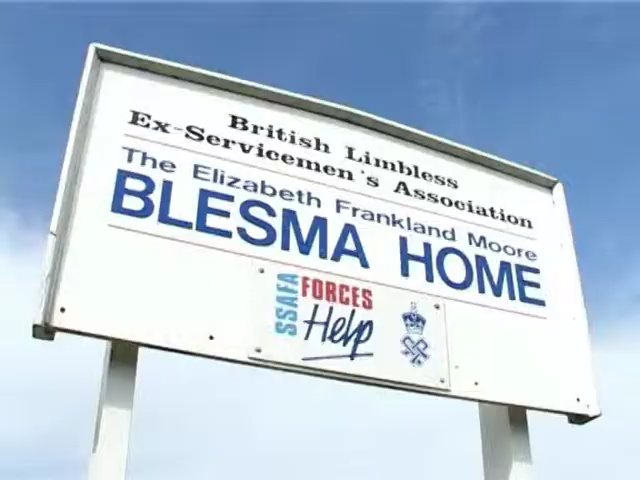 British Limbless
Ex-Servicemen's Association
The Elizabeth Frankland Moore
BLESMA HOME
SSAFA FORCES
Help